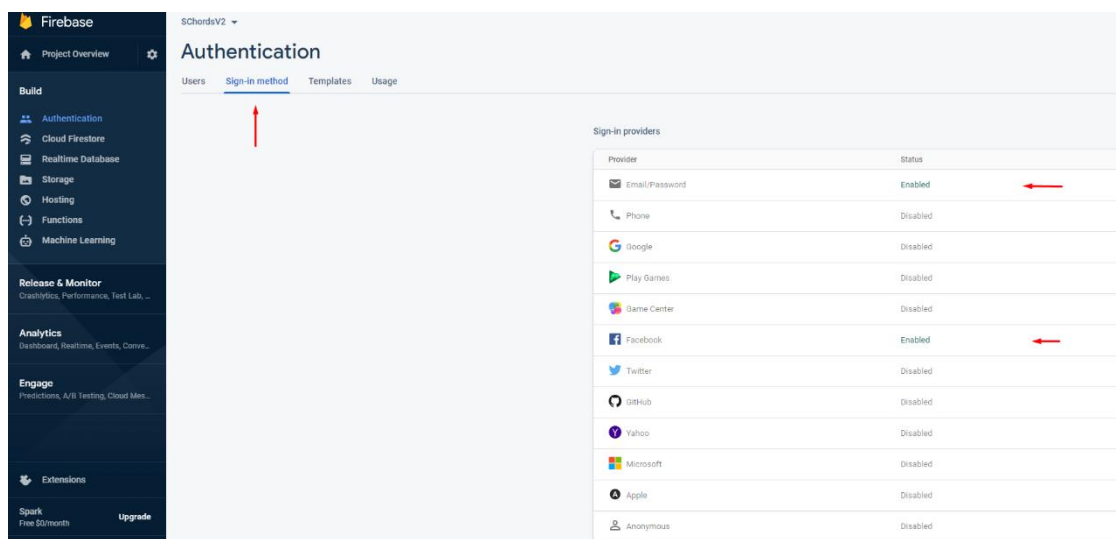 Firebase
Project Overview
Build
Authentication
Cloud Firestore
Realtime Database
Storage
Hosting
Functions
Machine Learning
Release & Monitor
Crashlytics, Performance, Test Lab, ...
Analytics
Dashboard, Realtime, Events, Conve...
Engage
Predictions, A/B Testing, Cloud Mes...
Extensions
Spark
Free $0/month
Upgrade
SChordsV2
Authentication
Users Sign-in method Templates Usage
Sign-in providers
Provider Status
Email/Password Enabled
Phone Disabled
Google Disabled
Play Games Disabled
Game Center Disabled
Facebook Enabled
Twitter Disabled
GitHub Disabled
Yahoo Disabled
Microsoft Disabled
Apple Disabled
Anonymous Disabled